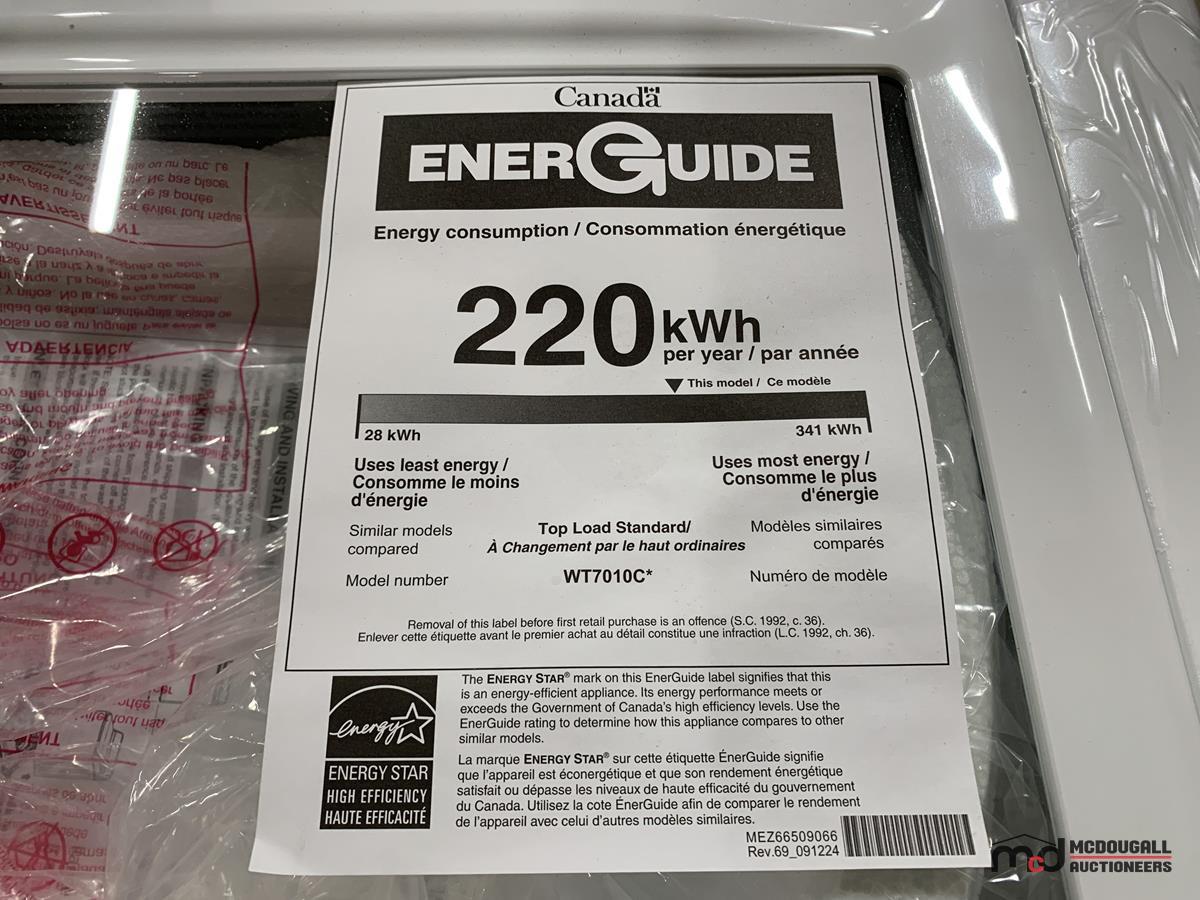 Canada
ENERGUIDE
Energy consumption / Consommation énergétique
220 kWh
per year / par année
This model / Ce modèle
28 kWh
341 kWh
Uses least energy /
Consomme le moins
d'énergie
Uses most energy /
Consomme le plus
d'énergie
Similar models
compared
Top Load Standard/
À Changement par le haut ordinaires
Modèles similaires
comparés
Model number
WT7010C*
Numéro de modèle
Removal of this label before first retail purchase is an offence (S.C. 1992, c. 36).
Enlever cette étiquette avant le premier achat au détail constitue une infraction (L.C. 1992, ch. 36).
energy
ENERGY STAR
HIGH EFFICIENCY
HAUTE EFFICACITÉ
The ENERGY STAR® mark on this EnerGuide label signifies that this
is an energy-efficient appliance. Its energy performance meets or
exceeds the Government of Canada's high efficiency levels. Use the
EnerGuide rating to determine how this appliance compares to other
similar models.
La marque ENERGY STAR® sur cette étiquette ÉnerGuide signifie
que l'appareil est éconergétique et que son rendement énergétique
satisfait ou dépasse les niveaux de haute efficacité du gouvernement
du Canada. Utilisez la cote ÉnerGuide afin de comparer le rendement
de l'appareil avec celui d'autres modèles similaires.
MEZ66509066
Rev.69_091224
ADVERTENCIA
mcd MCDOUGALL
AUCTIONEERS